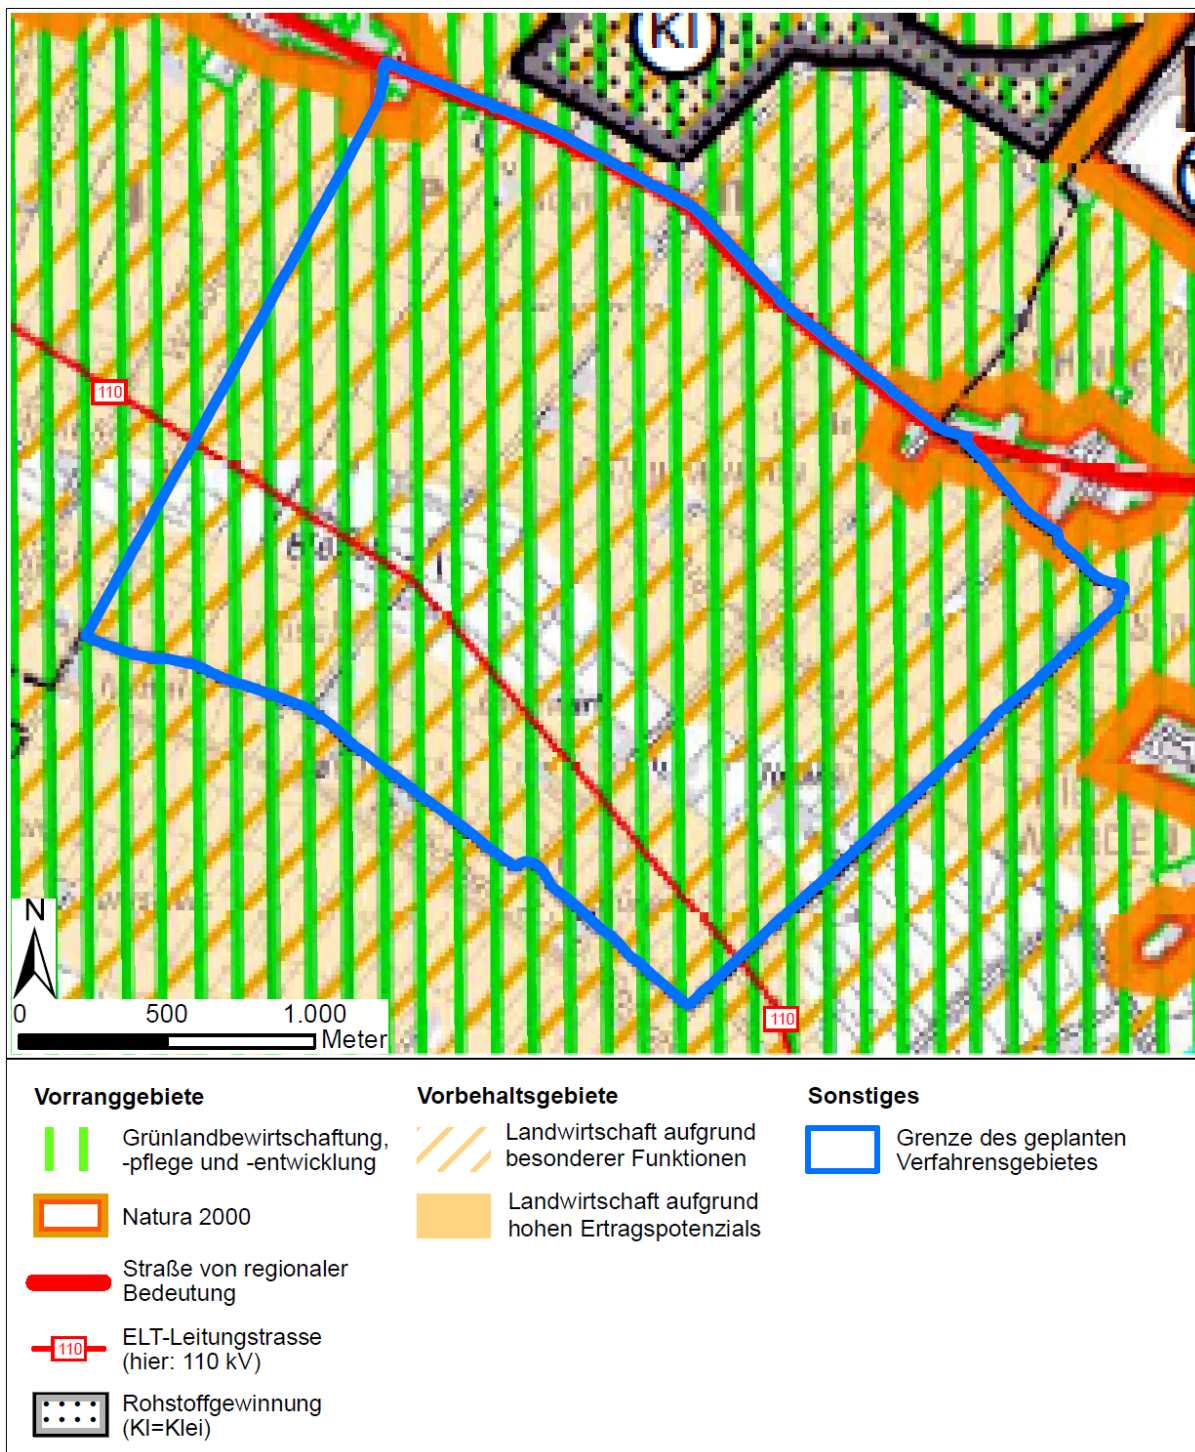 KI
110
110
N
0 500 1.000
Meter
Vorranggebiete
Grünlandbewirtschaftung,
-pflege und -entwicklung
Natura 2000
Straße von regionaler
Bedeutung
110
ELT-Leitungstrasse
(hier: 110 kV)
Rohstoffgewinnung
(KI=Klei)
Vorbehaltsgebiete
Landwirtschaft aufgrund
besonderer Funktionen
Landwirtschaft aufgrund
hohen Ertragspotenzials
Sonstiges
Grenze des geplanten
Verfahrensgebietes